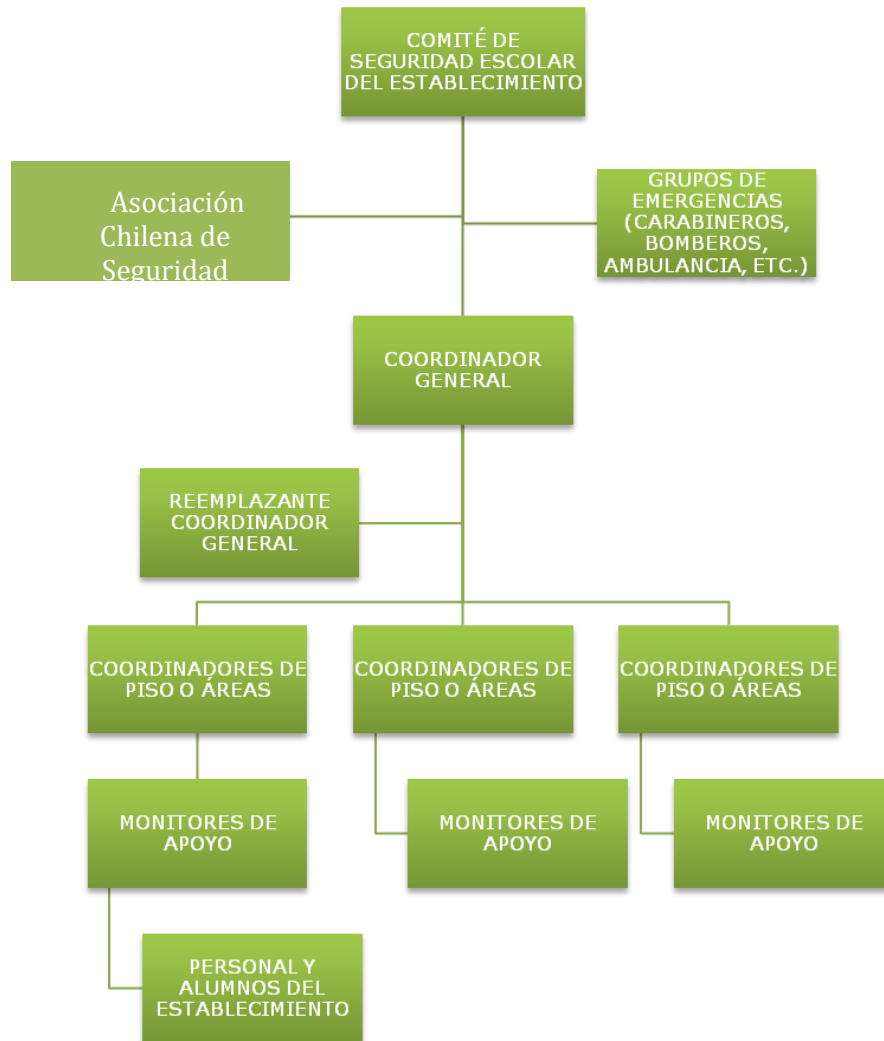 COMITÉ DE
SEGURIDAD ESCOLAR
DEL ESTABLECIMIENTO
Asociación
Chilena de
Seguridad
GRUPOS DE
EMERGENCIAS
(CARABINEROS,
BOMBEROS,
AMBULANCIA, ETC.)
COORDINADOR
GENERAL
REEMPLAZANTE
COORDINADOR
GENERAL
COORDINADORES DE
PISO O ÁREAS
COORDINADORES DE
PISO O ÁREAS
COORDINADORES DE
PISO O ÁREAS
MONITORES DE
APOYO
MONITORES DE
APOYO
MONITORES DE
APOYO
PERSONAL Y
ALUMNOS DEL
ESTABLECIMIENTO